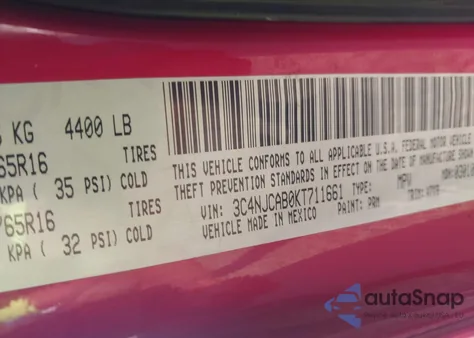 KG 4400 LB
65R16 TIRES
KPA ( 35 PSI) COLD
65R16 TIRES
KPA ( 32 PSI) COLD
THIS VEHICLE CONFORMS TO ALL APPLICABLE U.S.A. FEDERAL MOTOR
THEFT PREVENTION STANDARDS IN EFFECT ON THE DATE OF MANUFACTURE
VIN: 3C4NJCAB0KT711661 TYPE: MPV
VEHICLE MADE IN MEXICO PAINT: PRM TRIM:
autoSnap